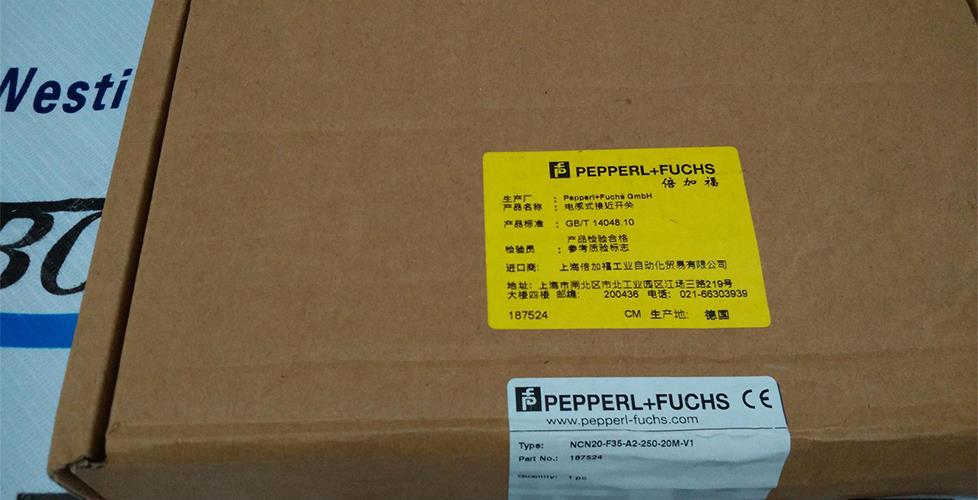 Westi
PEPPERL+FUCHS
倍加福
生产厂 : Pepperl+Fuchs GmbH
产品名称 : 电感式接近开关
产品标准 : GB/T 14048.10
产品检验合格
检验员 : 参考质验标志
进口商: 上海倍加福工业自动化贸易有限公司
地址: 上海市闸北区市北工业园区江场三路219号
大楼四楼 邮编: 200436 电话: 021-66303939
187524 CM 生产地: 德国
PEPPERL+FUCHS CE
www.pepperl-fuchs.com
Type: NCN20-F35-A2-250-20M-V1
Part No.: 187524
Quantity: 1 pc